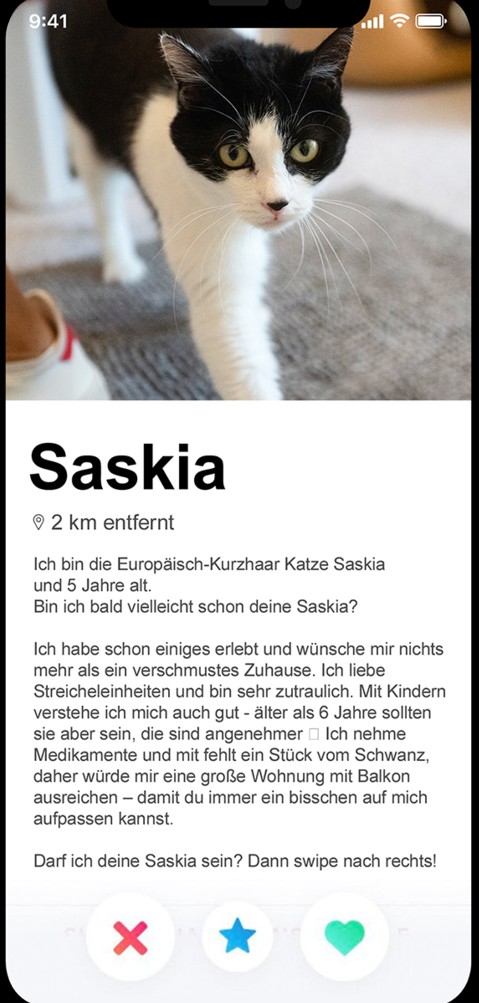 9:41
Saskia
2 km entfernt
Ich bin die Europäisch-Kurzhaar Katze Saskia
und 5 Jahre alt.
Bin ich bald vielleicht schon deine Saskia?
Ich habe schon einiges erlebt und wünsche mir nichts
mehr als ein verschmustes Zuhause. Ich liebe
Streicheleinheiten und bin sehr zutraulich. Mit Kindern
verstehe ich mich auch gut - älter als 6 Jahre sollten
sie aber sein, die sind angenehmer □ Ich nehme
Medikamente und mit fehlt ein Stück vom Schwanz,
daher würde mir eine große Wohnung mit Balkon
ausreichen – damit du immer ein bisschen auf mich
aufpassen kannst.
Darf ich deine Saskia sein? Dann swipe nach rechts!